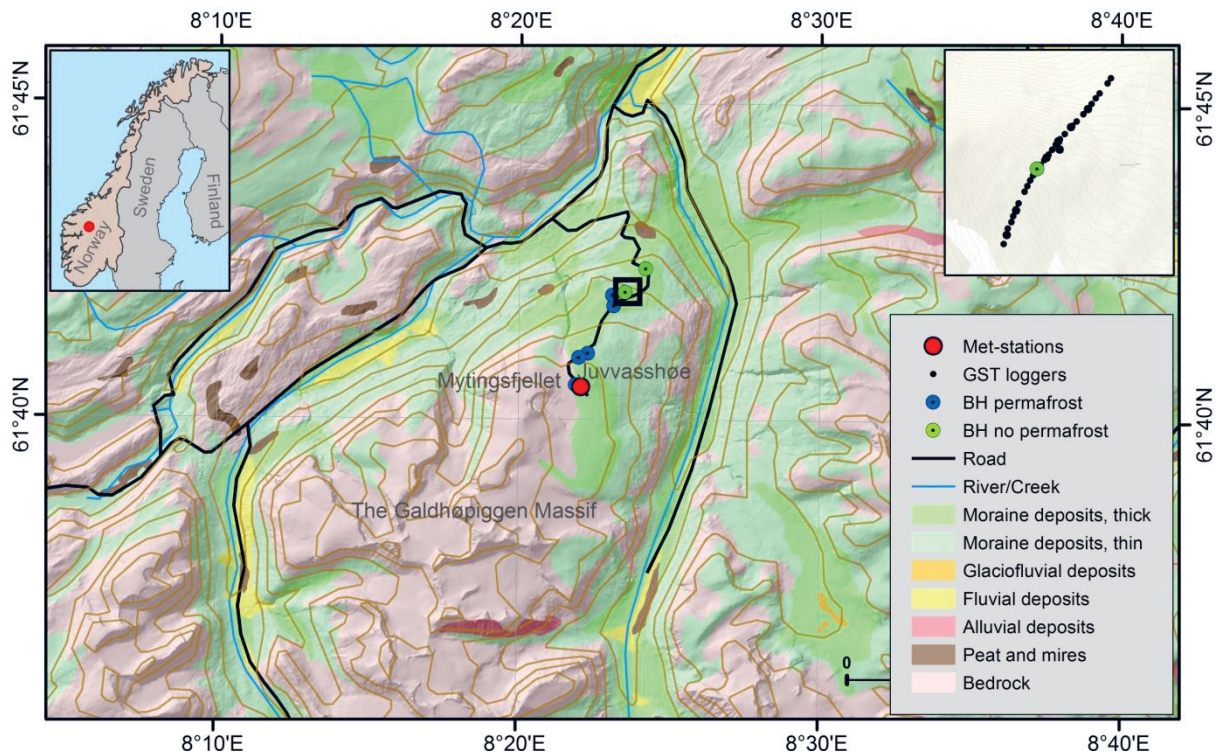 8°10'E
8°20'E
8°30'E
8°40'E
61°45'N
61°45'N
Norway
Sweden
Finland
Mytingsfjellet
Juvvasshøe
61°40'N
61°40'N
The Galdhøpiggen Massif
Met-stations
GST loggers
BH permafrost
BH no permafrost
Road
River/Creek
Moraine deposits, thick
Moraine deposits, thin
Glaciofluvial deposits
Fluvial deposits
Alluvial deposits
Peat and mires
Bedrock
0
8°10'E
8°20'E
8°30'E
8°40'E